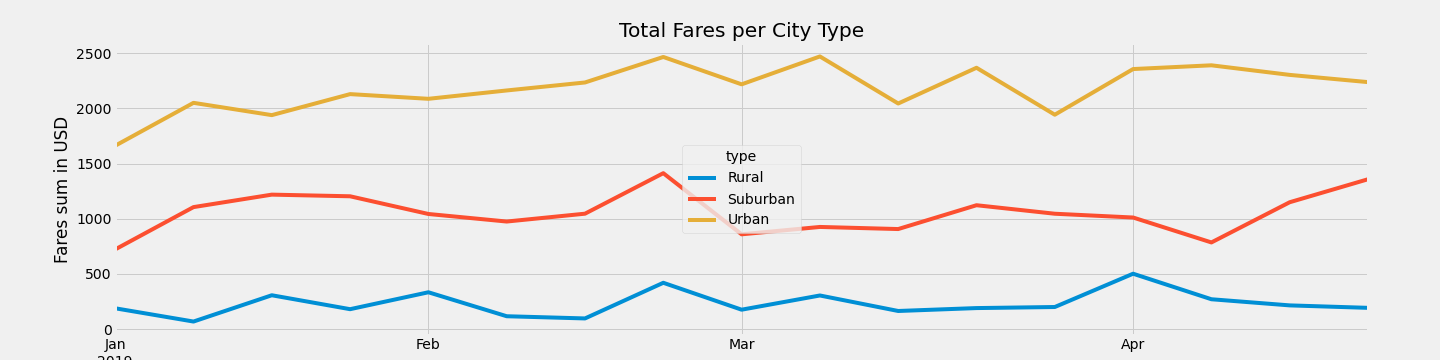 Total Fares per City Type
Fares sum in USD
2500
2000
1500
1000
500
0
type
Rural
Suburban
Urban
Jan
Feb
Mar
Apr
2019